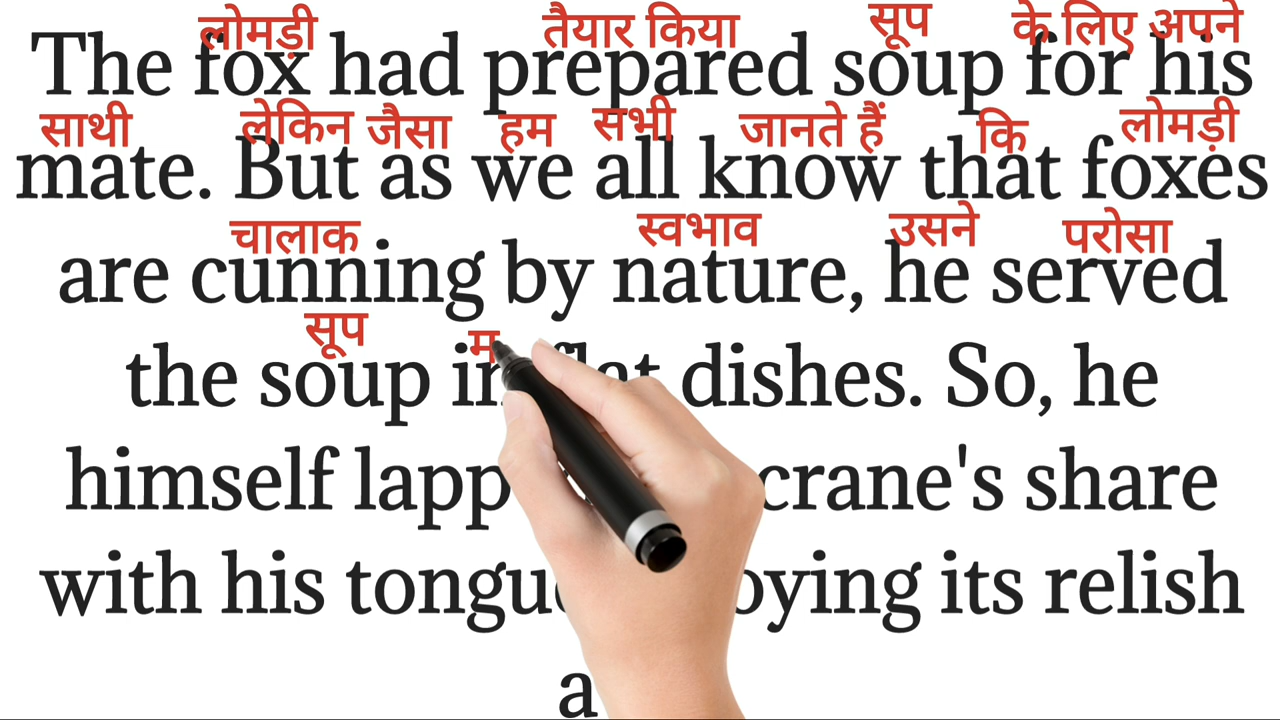 लोमड़ी तैयार किया सूप के लिए अपने
The fox had prepared soup for his
साथी लेकिन जैसा हम सभी जानते हैं कि लोमड़ी
mate. But as we all know that foxes
चालाक स्वभाव उसने परोसा
are cunning by nature, he served
सूप
the soup dishes. So, he
himself crane's share
with his its relish
a